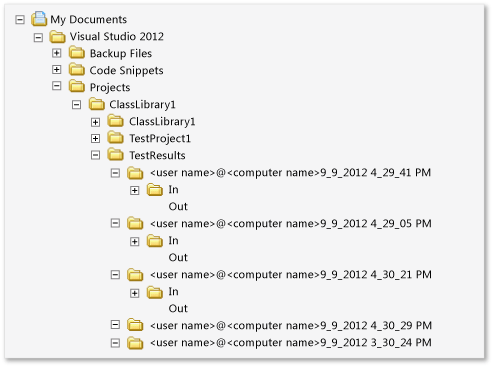 My Documents
Visual Studio 2012
Backup Files
Code Snippets
Projects
ClassLibrary1
ClassLibrary1
TestProject1
TestResults
<user name>@<computer name>9_9_2012 4_29_41 PM
In
Out
<user name>@<computer name>9_9_2012 4_29_05 PM
In
Out
<user name>@<computer name>9_9_2012 4_30_21 PM
In
Out
<user name>@<computer name>9_9_2012 4_30_29 PM
<user name>@<computer name>9_9_2012 3_30_24 PM